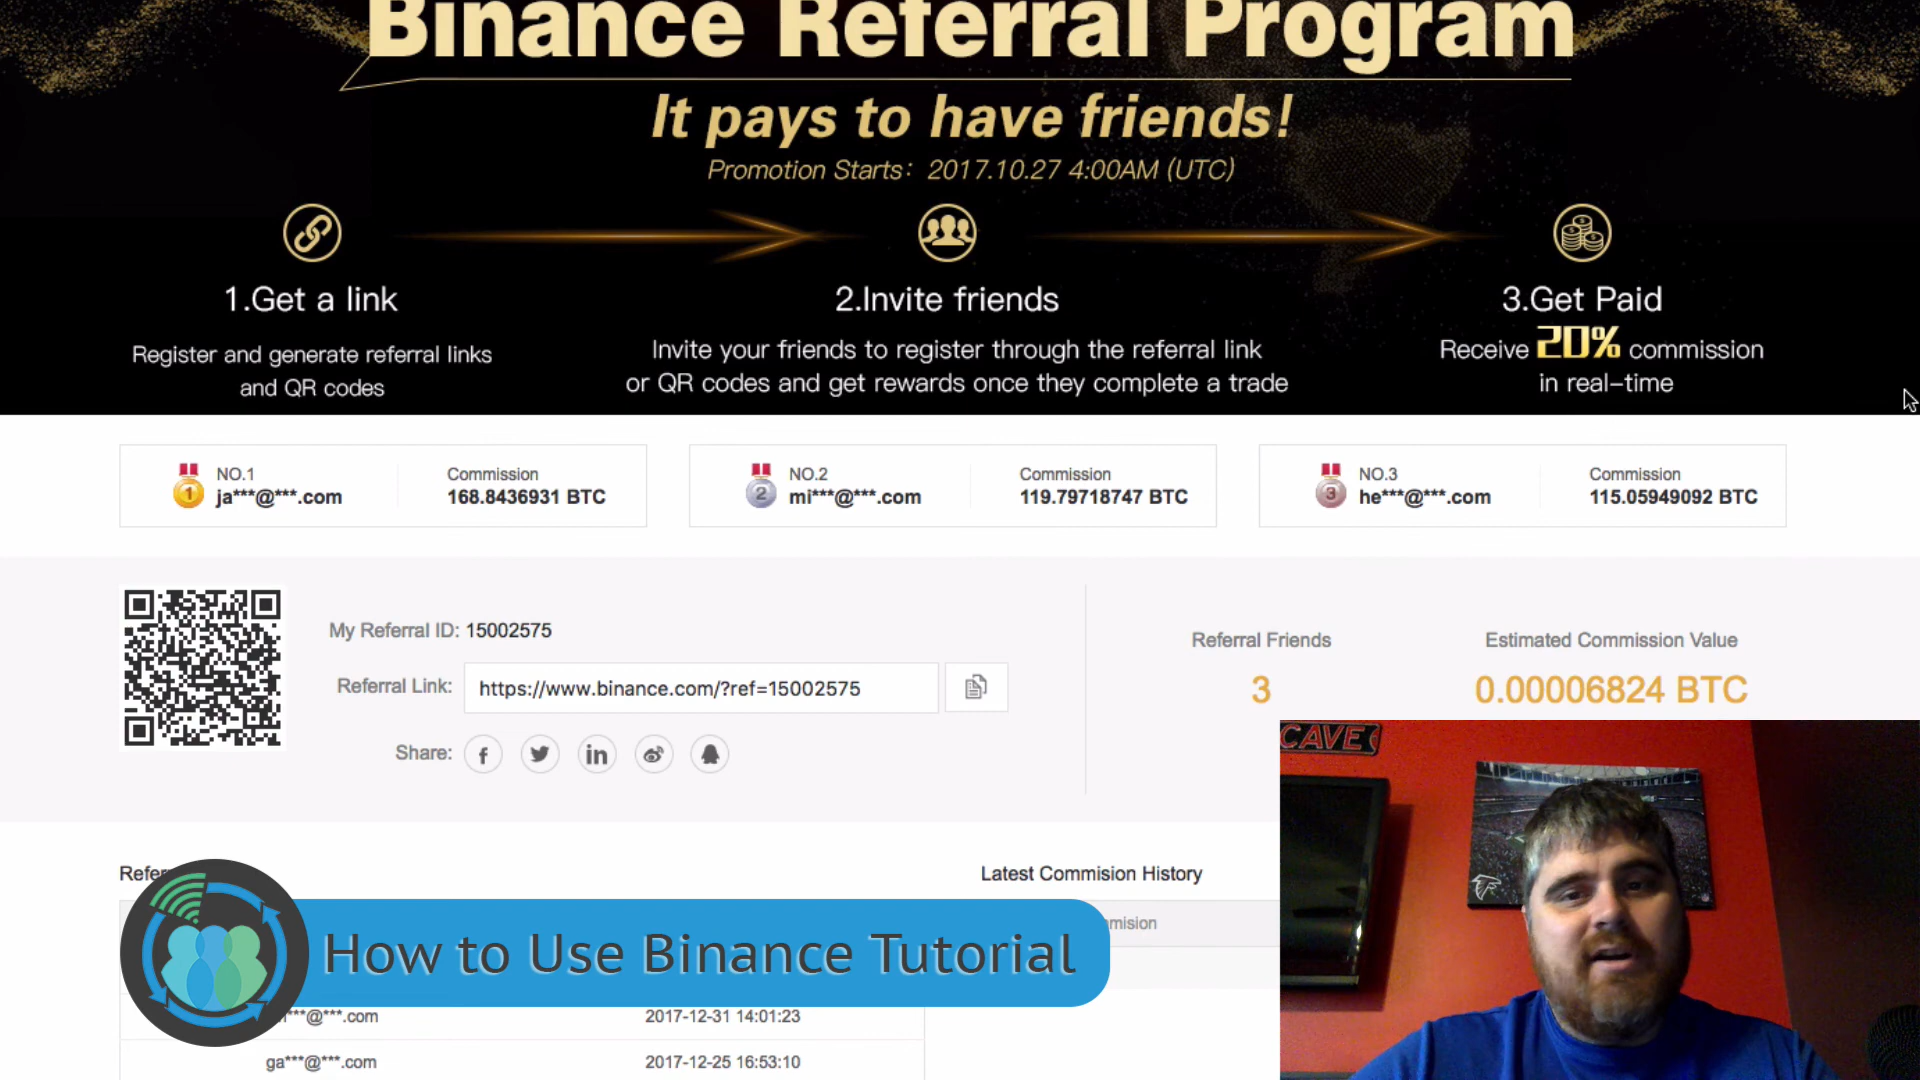 Binance Referral Program
It pays to have friends!
Promotion Starts: 2017.10.27 4:00AM (UTC)
1.Get a link
Register and generate referral links
and QR codes
2.Invite friends
Invite your friends to register through the referral link
or QR codes and get rewards once they complete a trade
3.Get Paid
Receive 20% commission
in real-time
1
NO.1
ja***@***.com
Commission
168.8436931 BTC
2
NO.2
mi***@***.com
Commission
119.79718747 BTC
3
NO.3
he***@***.com
Commission
115.05949092 BTC
My Referral ID: 15002575
Referral Link: https://www.binance.com/?ref=15002575
Share:
Referral Friends
3
Estimated Commission Value
0.00006824 BTC
CAVE
Latest Commision History
How to Use Binance Tutorial
***@***.com 2017-12-31 14:01:23
ga***@***.com 2017-12-25 16:53:10